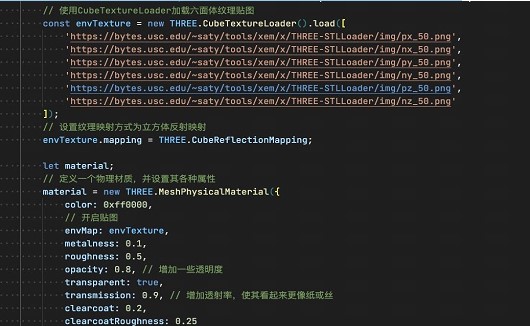 // 使用CubeTextureLoader加载六面体纹理贴图
const envTexture = new THREE.CubeTextureLoader().load([
'https://bytes.usc.edu/~saty/tools/xem/x/THREE-STLLoader/img/px_50.png',
'https://bytes.usc.edu/~saty/tools/xem/x/THREE-STLLoader/img/nx_50.png',
'https://bytes.usc.edu/~saty/tools/xem/x/THREE-STLLoader/img/py_50.png',
'https://bytes.usc.edu/~saty/tools/xem/x/THREE-STLLoader/img/ny_50.png',
'https://bytes.usc.edu/~saty/tools/xem/x/THREE-STLLoader/img/pz_50.png',
'https://bytes.usc.edu/~saty/tools/xem/x/THREE-STLLoader/img/nz_50.png'
]);
// 设置纹理映射方式为立方体反射映射
envTexture.mapping = THREE.CubeReflectionMapping;
let material;
// 定义一个物理材质，并设置其各种属性
material = new THREE.MeshPhysicalMaterial({
color: 0xff0000,
// 开启贴图
envMap: envTexture,
metalness: 0.1,
roughness: 0.5,
opacity: 0.8, // 增加一些透明度
transparent: true,
transmission: 0.9, // 增加透射率，使其看起来更像纸或丝
clearcoat: 0.2,
clearcoatRoughness: 0.25